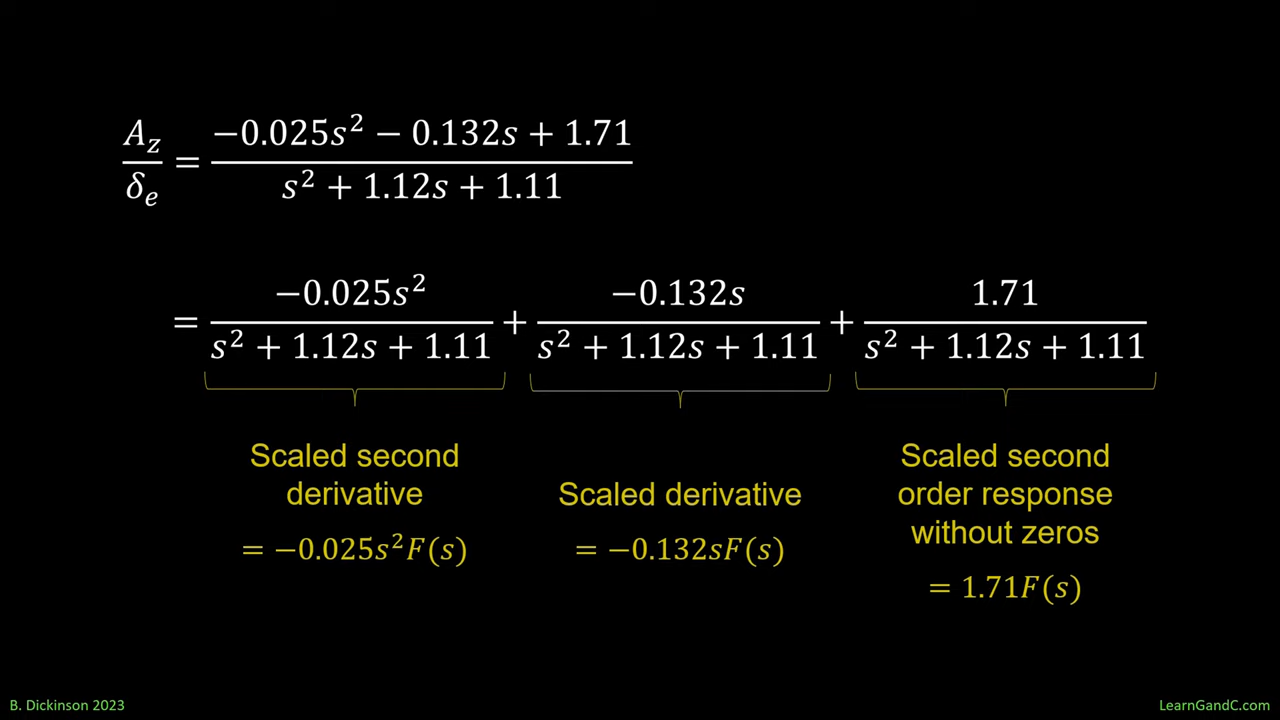 A_z/δ_e = (−0.025s² − 0.132s + 1.71)/(s² + 1.12s + 1.11)
= (−0.025s²)/(s² + 1.12s + 1.11) + (−0.132s)/(s² + 1.12s + 1.11) + (1.71)/(s² + 1.12s + 1.11)
Scaled second
derivative
= −0.025s²F(s)
Scaled derivative
= −0.132sF(s)
Scaled second
order response
without zeros
= 1.71F(s)
B. Dickinson 2023
LearnGandC.com